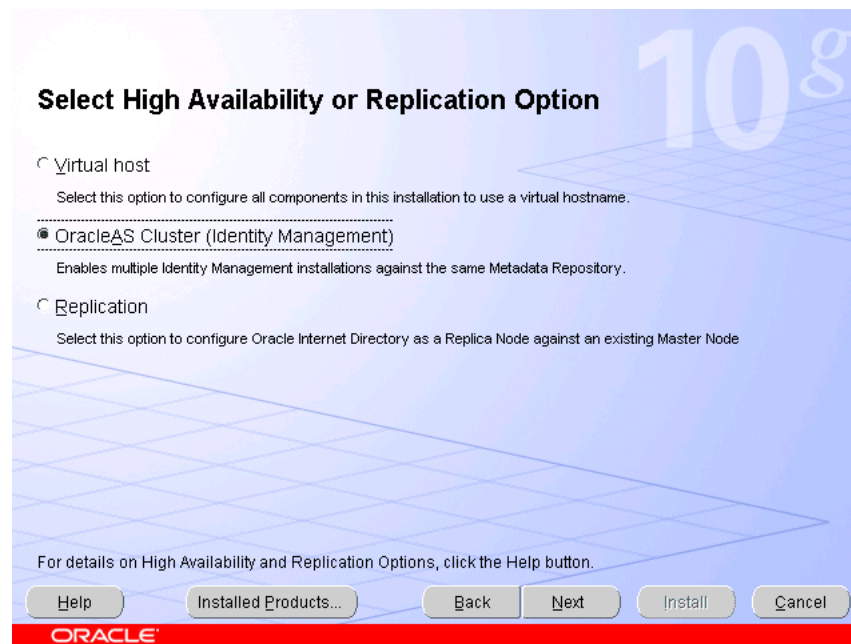 10g
Select High Availability or Replication Option
Virtual host
Select this option to configure all components in this installation to use a virtual hostname.
OracleAS Cluster (Identity Management)
Enables multiple Identity Management installations against the same Metadata Repository.
Replication
Select this option to configure Oracle Internet Directory as a Replica Node against an existing Master Node
For details on High Availability and Replication Options, click the Help button.
Help Installed Products... Back Next Install Cancel
ORACLE